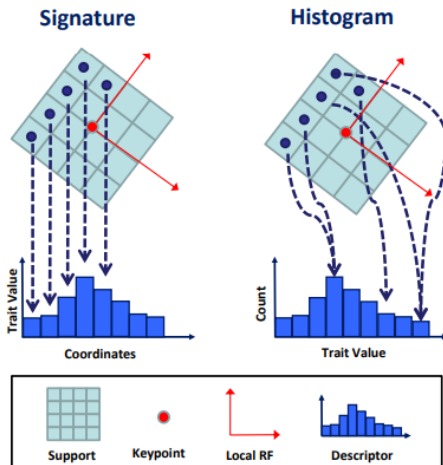 Signature
Histogram
Trait Value
Coordinates
Count
Trait Value
Support
Keypoint
Local RF
Descriptor